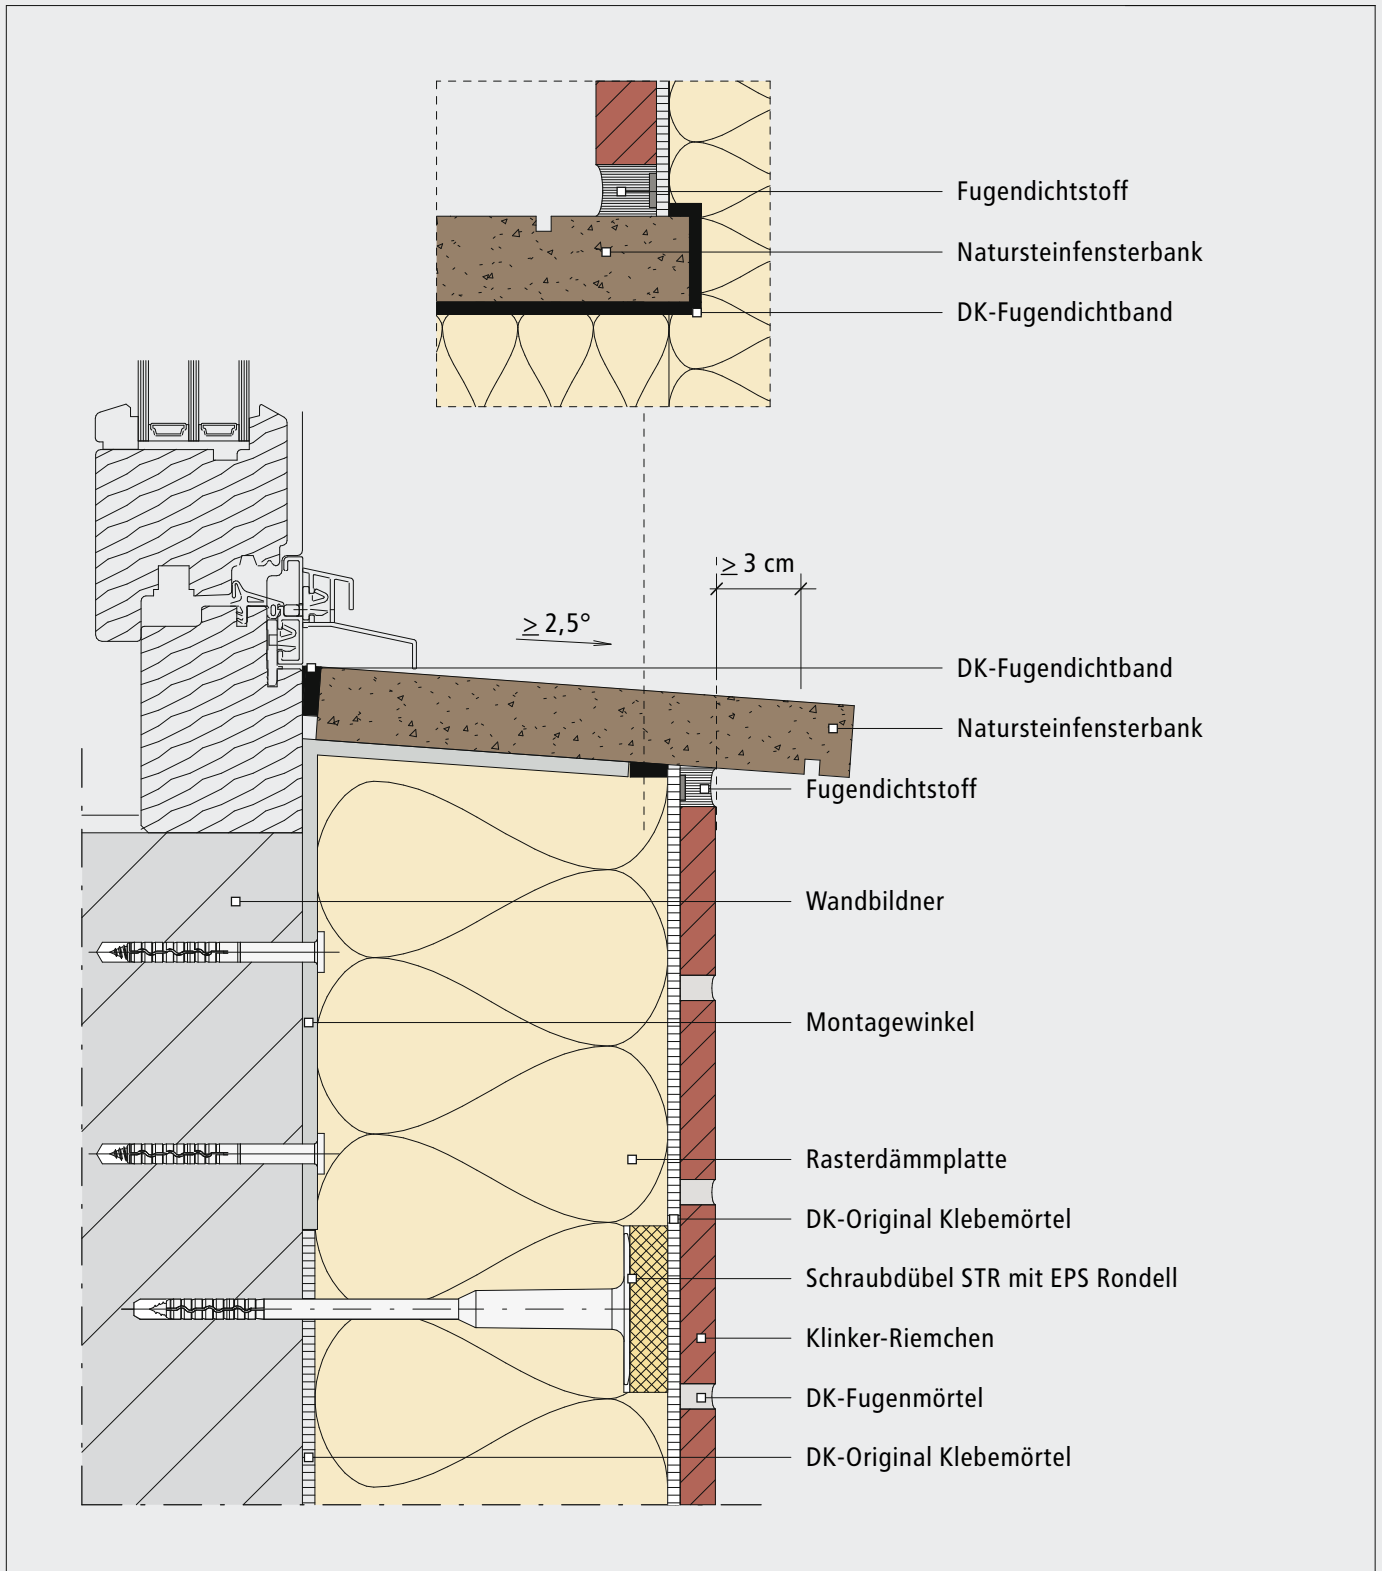 Fugendichtstoff
Natursteinfensterbank
DK-Fugendichtband
≥ 3 cm
≥ 2,5°
DK-Fugendichtband
Natursteinfensterbank
Fugendichtstoff
Wandbildner
Montagewinkel
Rasterdämmplatte
DK-Original Klebemörtel
Schraubdübel STR mit EPS Rondell
Klinker-Riemchen
DK-Fugenmörtel
DK-Original Klebemörtel